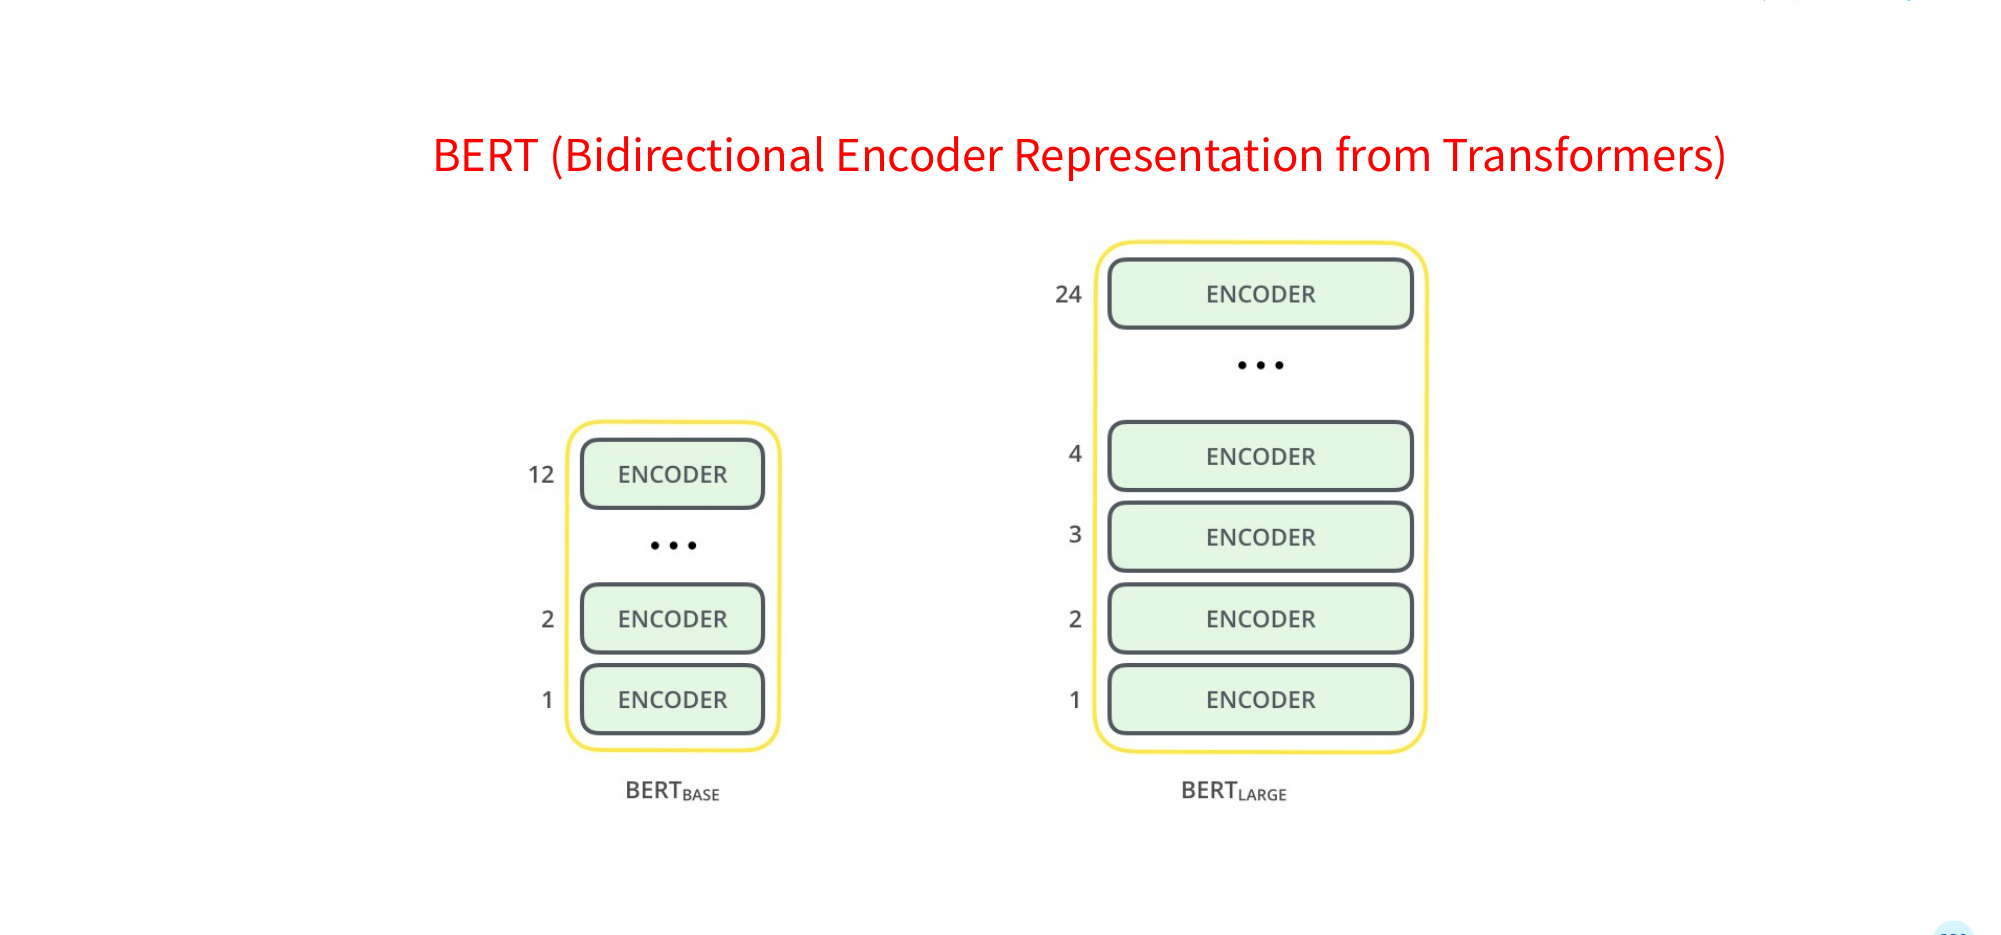 BERT (Bidirectional Encoder Representation from Transformers)
12 ENCODER
...
2 ENCODER
1 ENCODER
BERTBASE
24 ENCODER
...
4 ENCODER
3 ENCODER
2 ENCODER
1 ENCODER
BERTLARGE